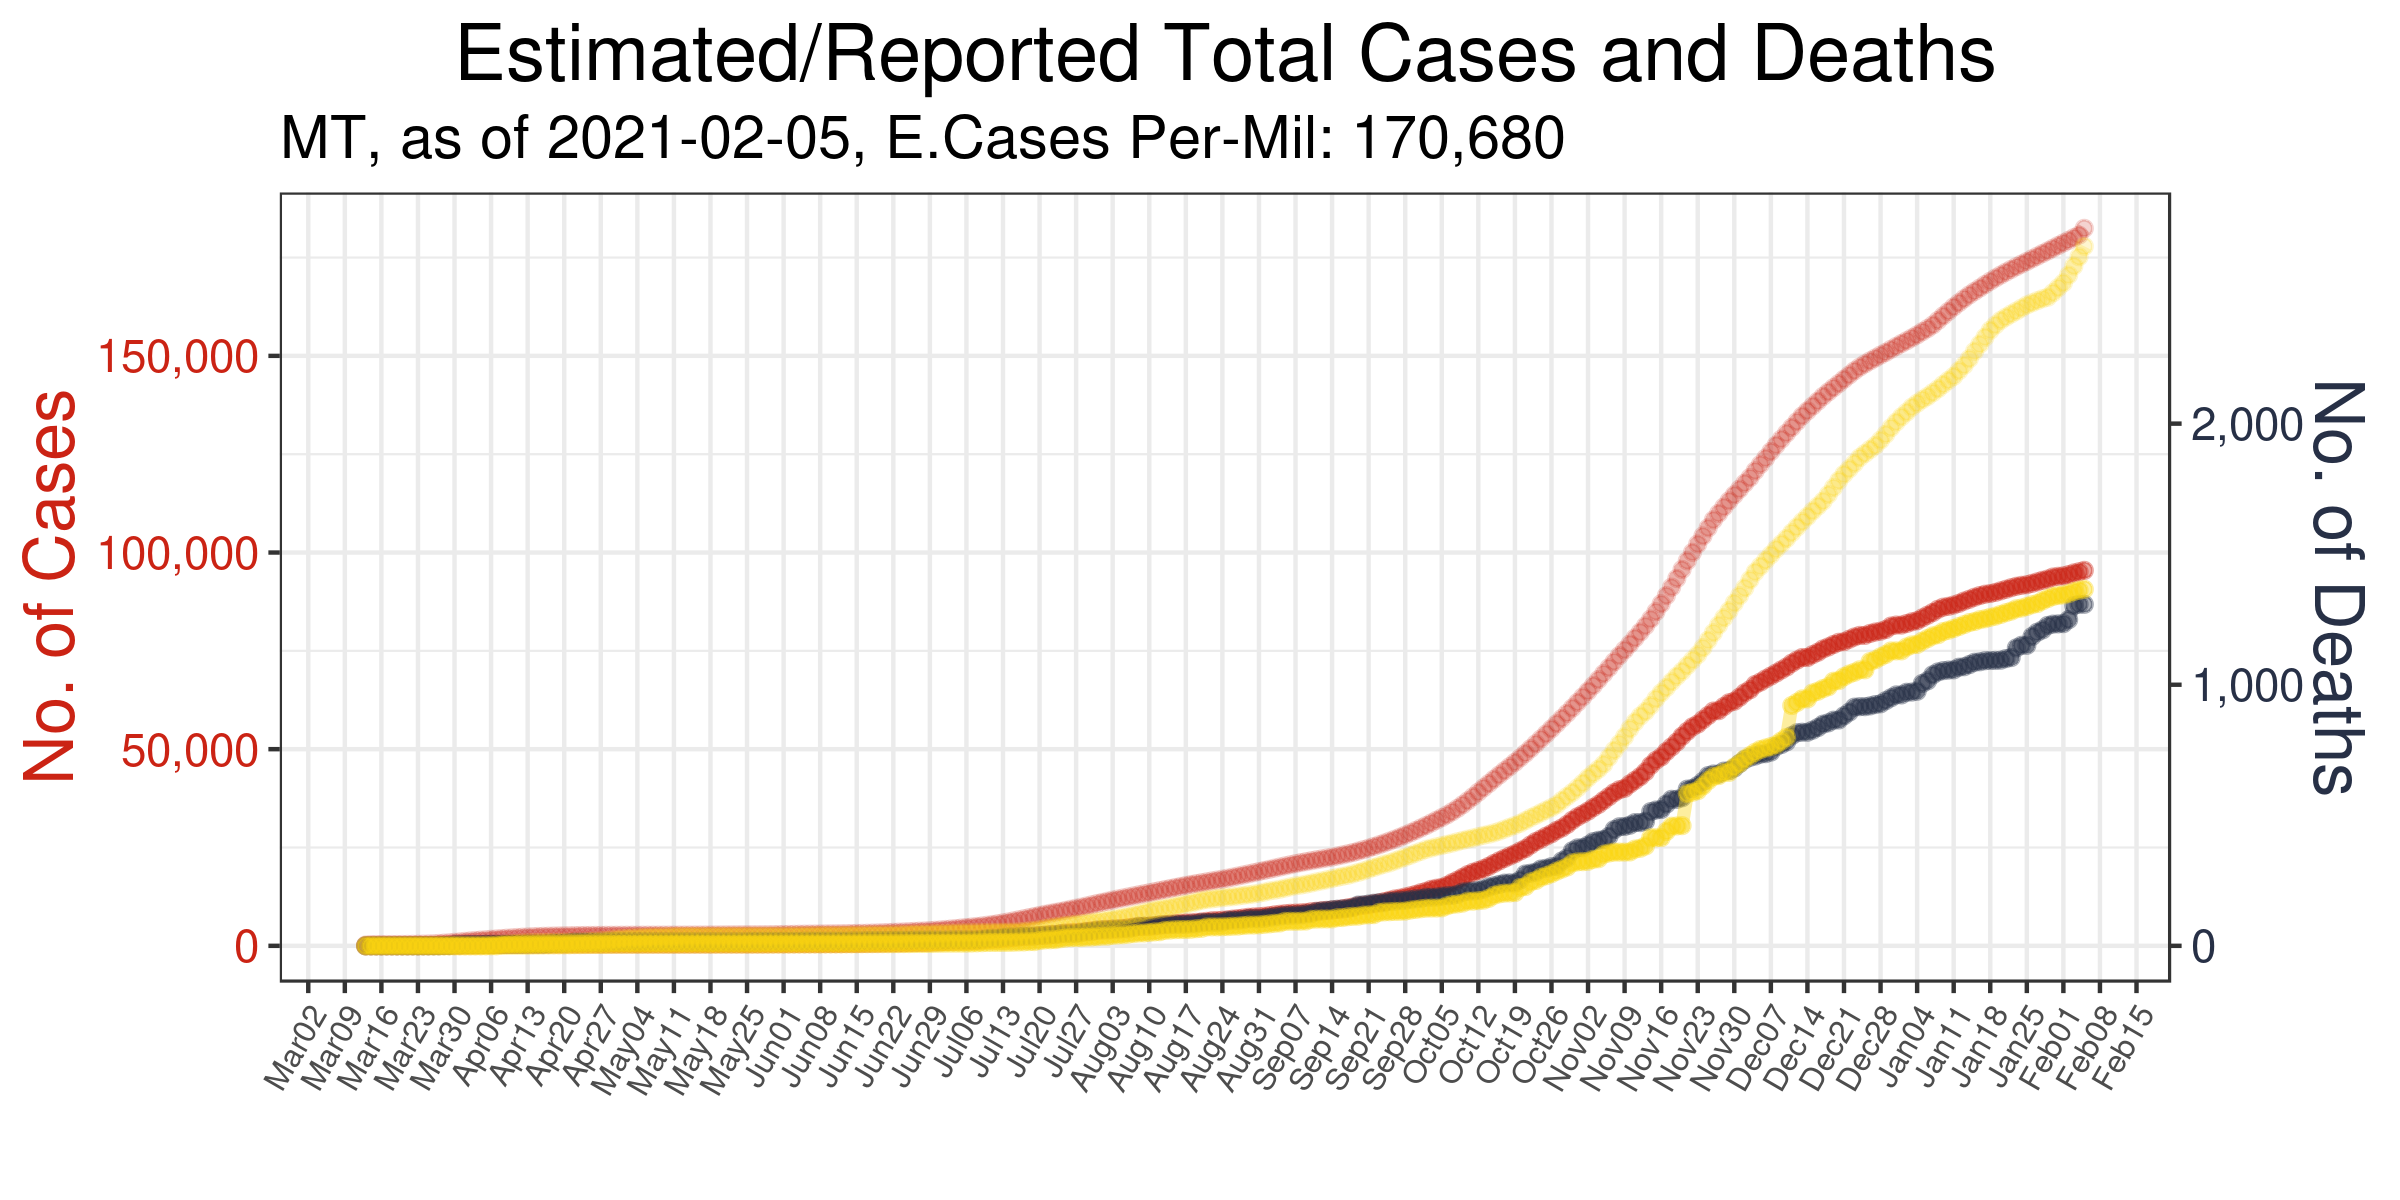 Estimated/Reported Total Cases and Deaths
MT, as of 2021-02-05, E.Cases Per-Mil: 170,680
No. of Cases
150,000
100,000
50,000
0
2,000
1,000
0
No. of Deaths
Mar02
Mar09
Mar16
Mar23
Mar30
Apr06
Apr13
Apr20
Apr27
May04
May11
May18
May25
Jun01
Jun08
Jun15
Jun22
Jun29
Jul06
Jul13
Jul20
Jul27
Aug03
Aug10
Aug17
Aug24
Aug31
Sep07
Sep14
Sep21
Sep28
Oct05
Oct12
Oct19
Oct26
Nov02
Nov09
Nov16
Nov23
Nov30
Dec07
Dec14
Dec21
Dec28
Jan04
Jan11
Jan18
Jan25
Feb01
Feb08
Feb15